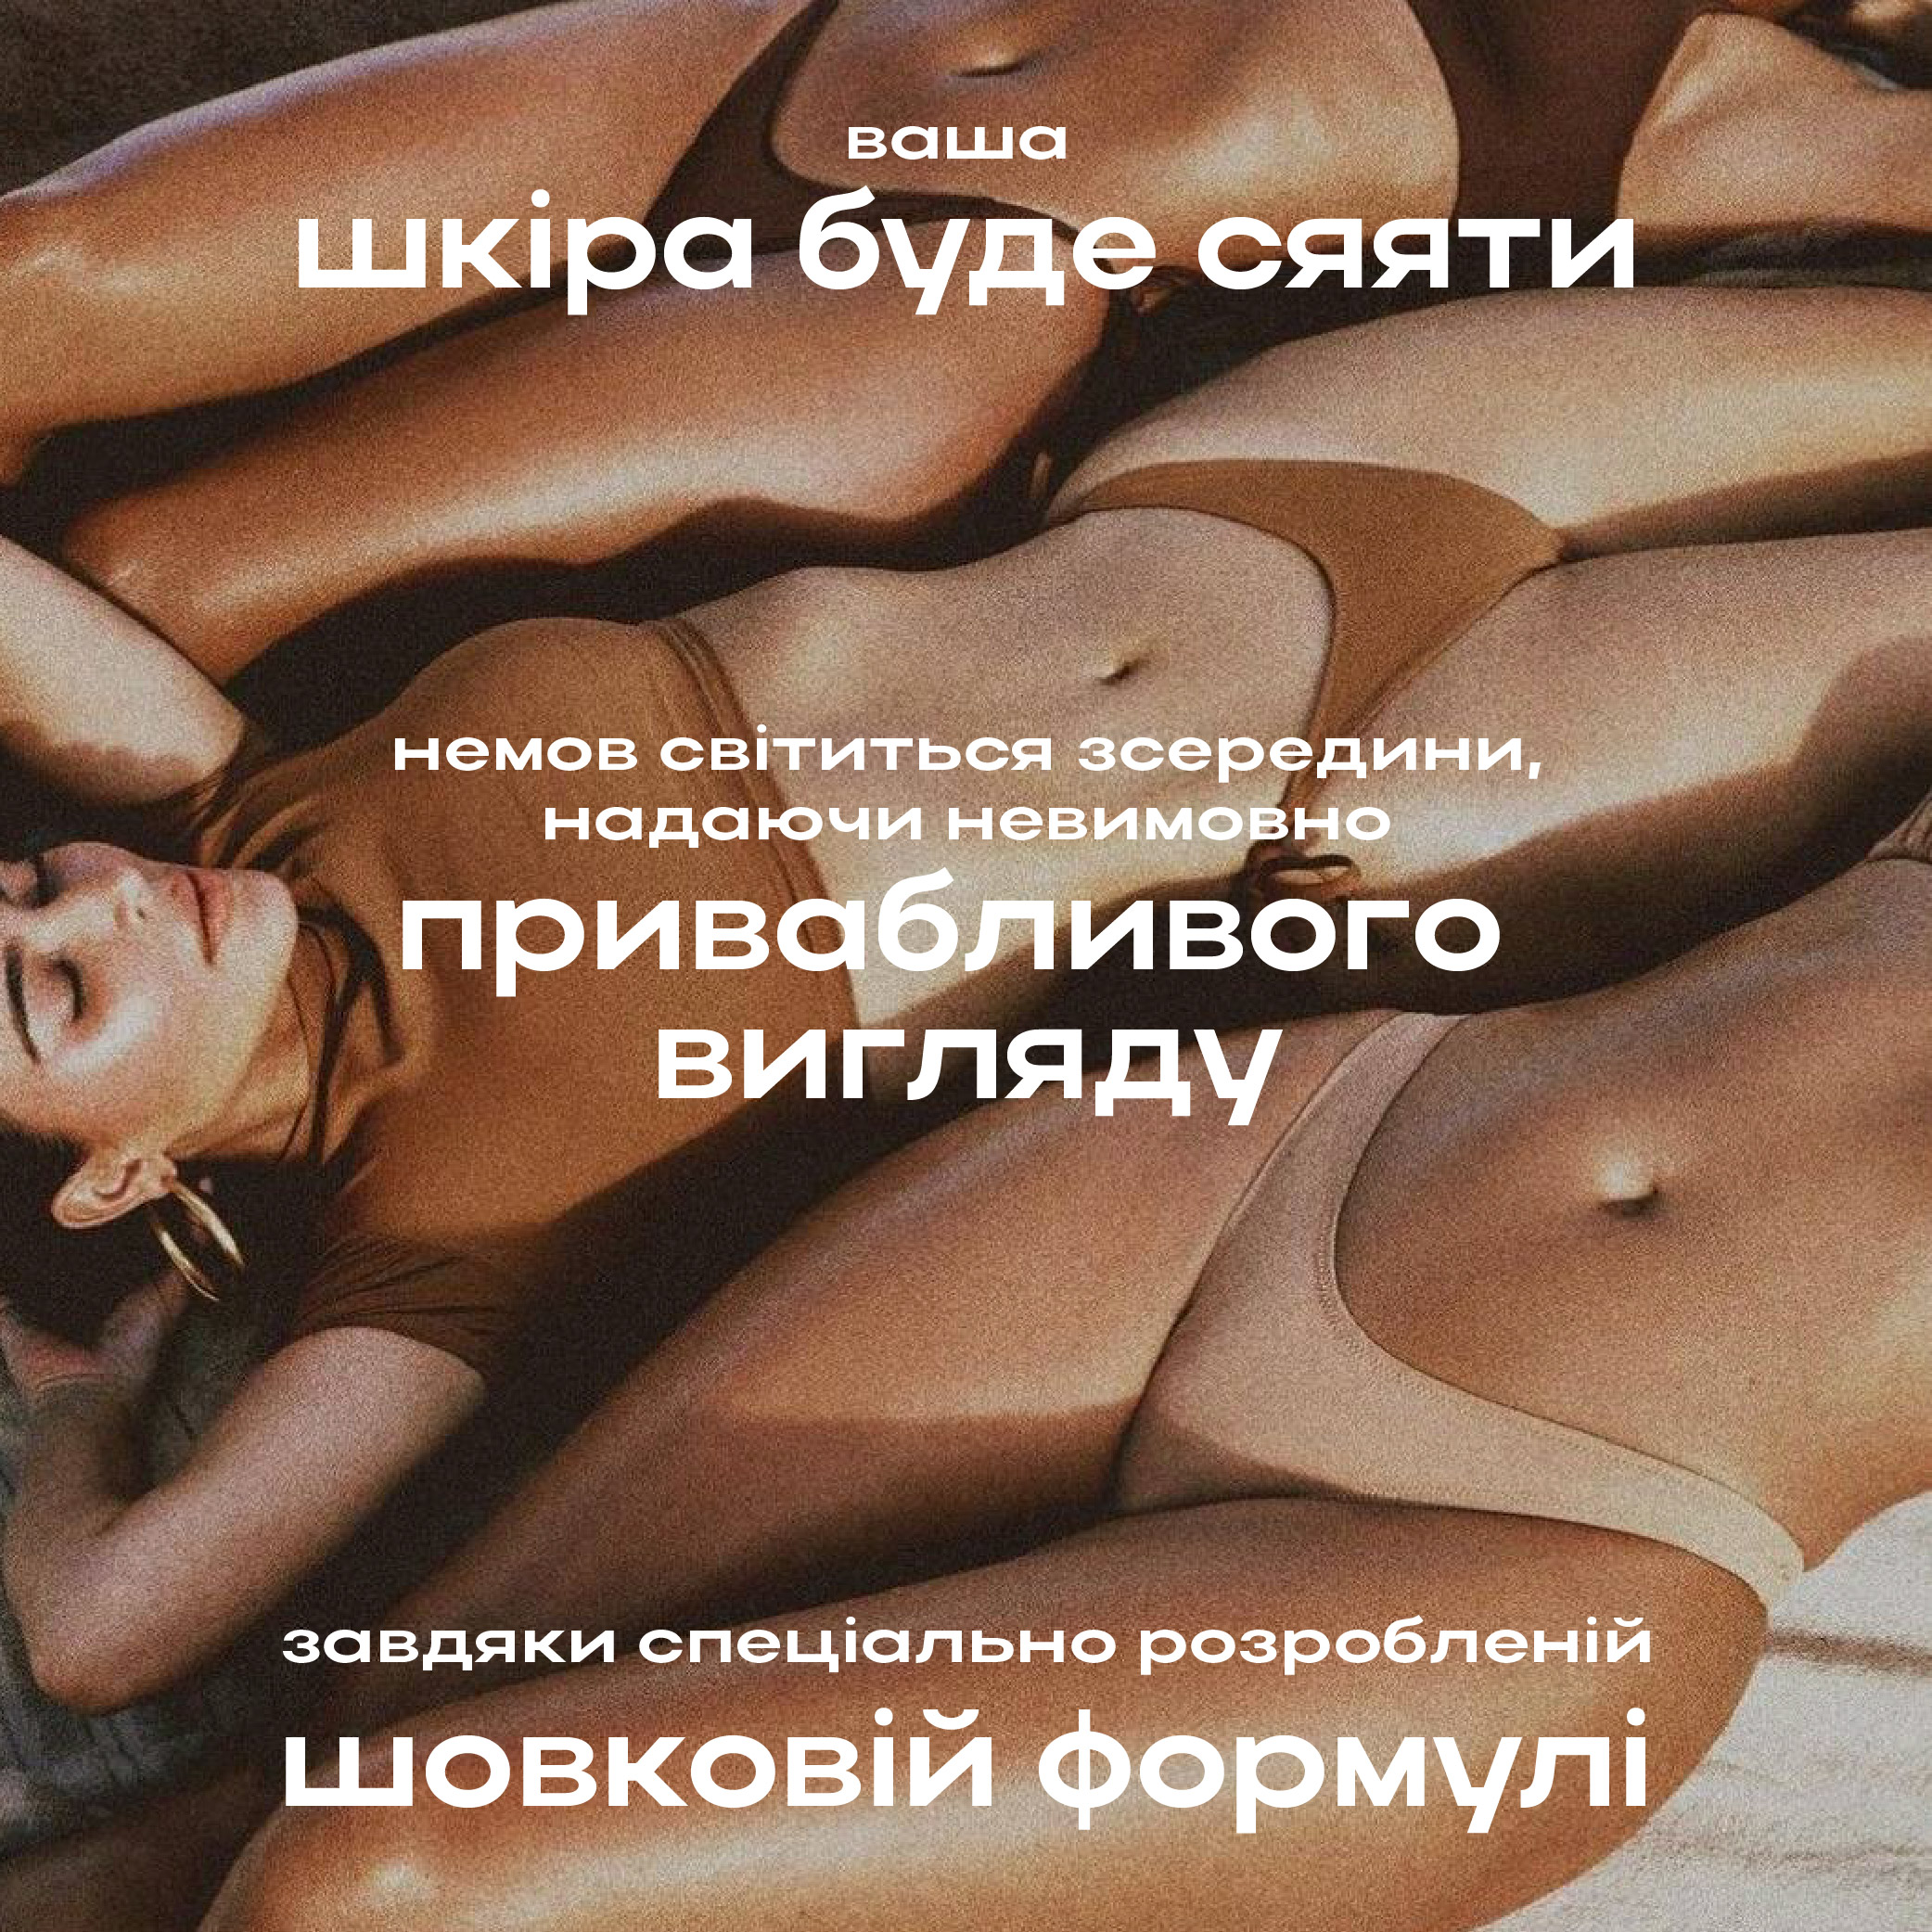 ваша
шкіра буде сяяти
немов світиться зсередини,
надаючи невимовно
привабливого
вигляду
завдяки спеціально розробленій
шовковій формулі